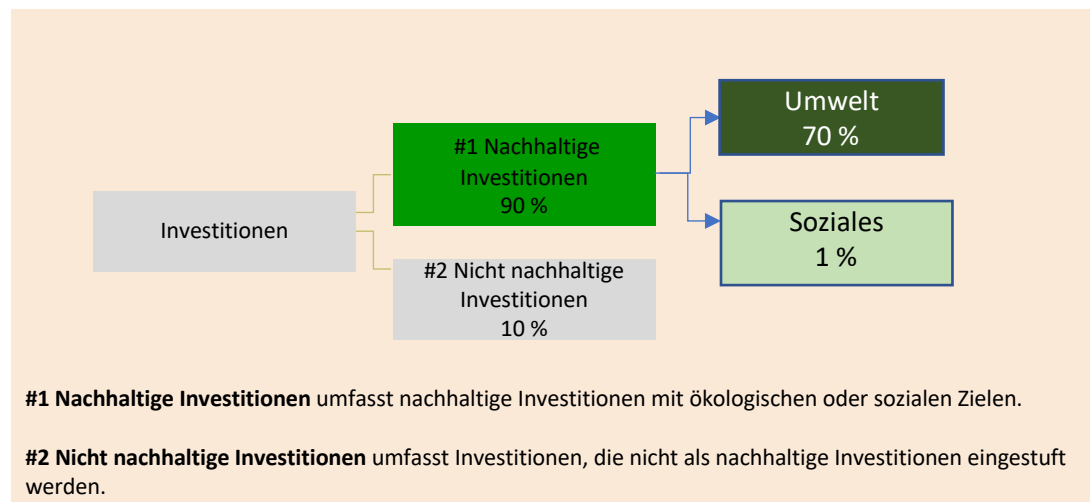 Umwelt
70 %
#1 Nachhaltige
Investitionen
90 %
Investitionen
Soziales
1 %
#2 Nicht nachhaltige
Investitionen
10 %
#1 Nachhaltige Investitionen umfasst nachhaltige Investitionen mit ökologischen oder sozialen Zielen.
#2 Nicht nachhaltige Investitionen umfasst Investitionen, die nicht als nachhaltige Investitionen eingestuft
werden.